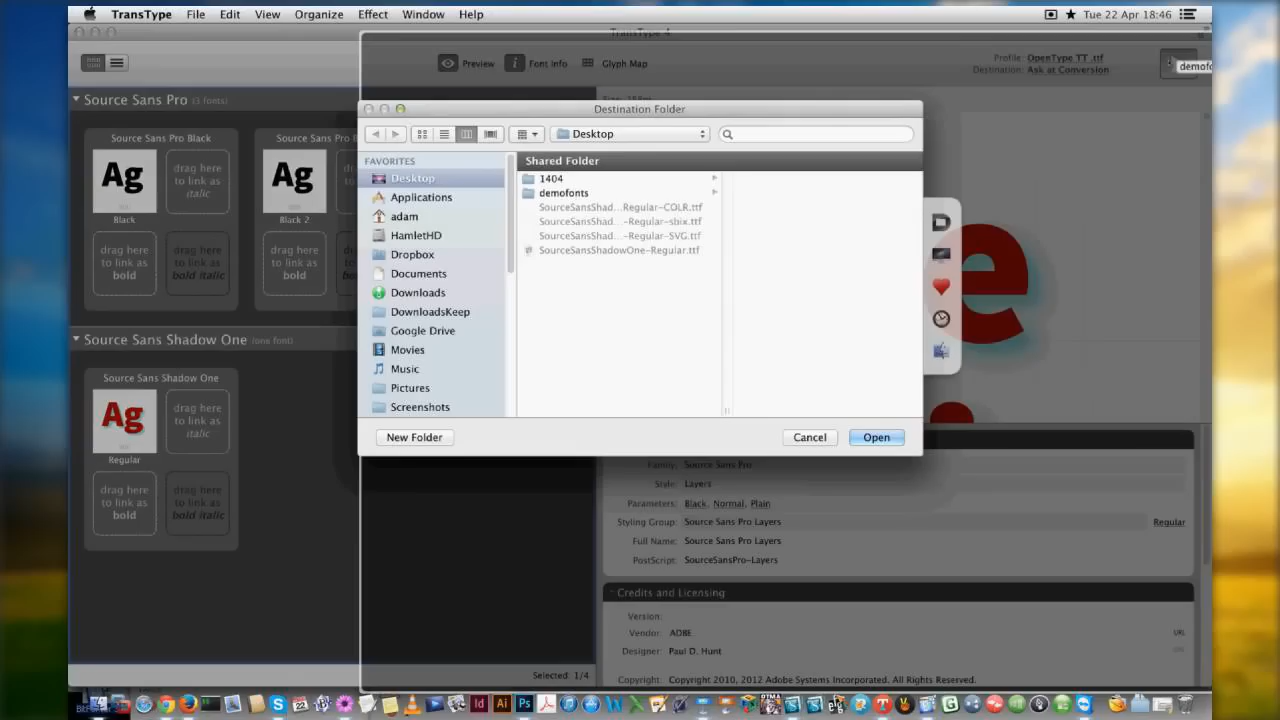 TransType File Edit View Organize Effect Window Help Tue 22 Apr 18:46
TransType 4
Preview Font Info Glyph Map
Profile: OpenType TT .ttf
Destination: Ask at Conversion
Source Sans Pro (3 fonts)
Source Sans Pro Black
Source Sans Pro B
Ag
drag here
to link as
italic
Ag
Black
Black 2
drag here
to link as
bold
drag here
to link as
bold italic
drag here
to link as
bold
drag here
to link as
bold italic
Source Sans Shadow One (one font)
Source Sans Shadow One
Ag
drag here
to link as
italic
Regular
drag here
to link as
bold
drag here
to link as
bold italic
Destination Folder
Desktop
FAVORITES
Desktop
Applications
adam
HamletHD
Dropbox
Documents
Downloads
DownloadsKeep
Google Drive
Movies
Music
Pictures
Screenshots
Shared Folder
1404
demofonts
SourceSansShad...Regular-COLR.ttf
SourceSansShad...-Regular-sbix.ttf
SourceSansShad...-Regular-SVG.ttf
SourceSansShadowOne-Regular.ttf
New Folder
Cancel
Open
e
Family: Source Sans Pro
Style: Layers
Parameters: Black, Normal, Plain
Styling Group: Source Sans Pro Layers Regular
Full Name: Source Sans Pro Layers
PostScript: SourceSansPro-Layers
Credits and Licensing
Version:
Vendor: ADBE URL
Designer: Paul D. Hunt
Copyright: Copyright 2010, 2012 Adobe Systems Incorporated. All Rights Reserved.
Selected: 1/4